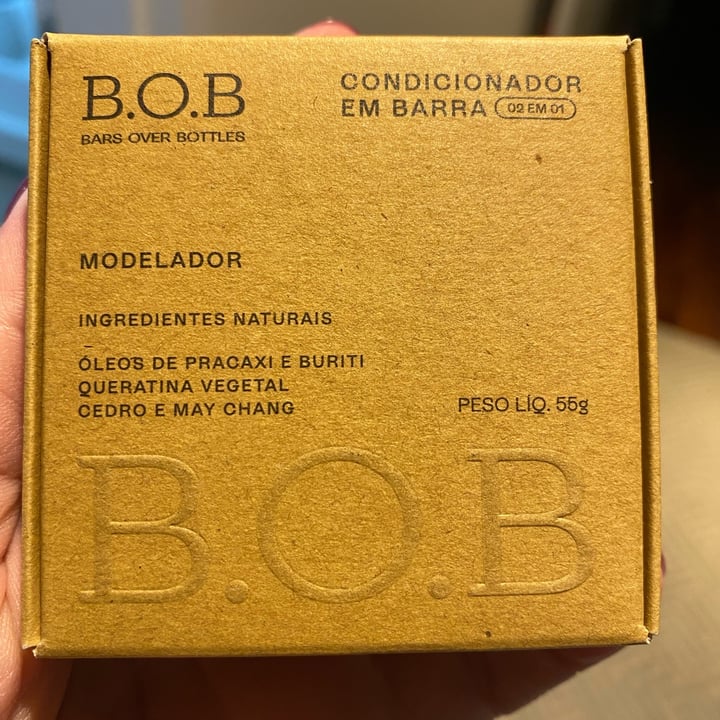 B.O.B
BARS OVER BOTTLES
CONDICIONADOR
EM BARRA 02 EM 01
MODELADOR
INGREDIENTES NATURAIS
–
ÓLEOS DE PRACAXI E BURITI
QUERATINA VEGETAL
CEDRO E MAY CHANG
PESO LÍQ. 55g
B.O.B